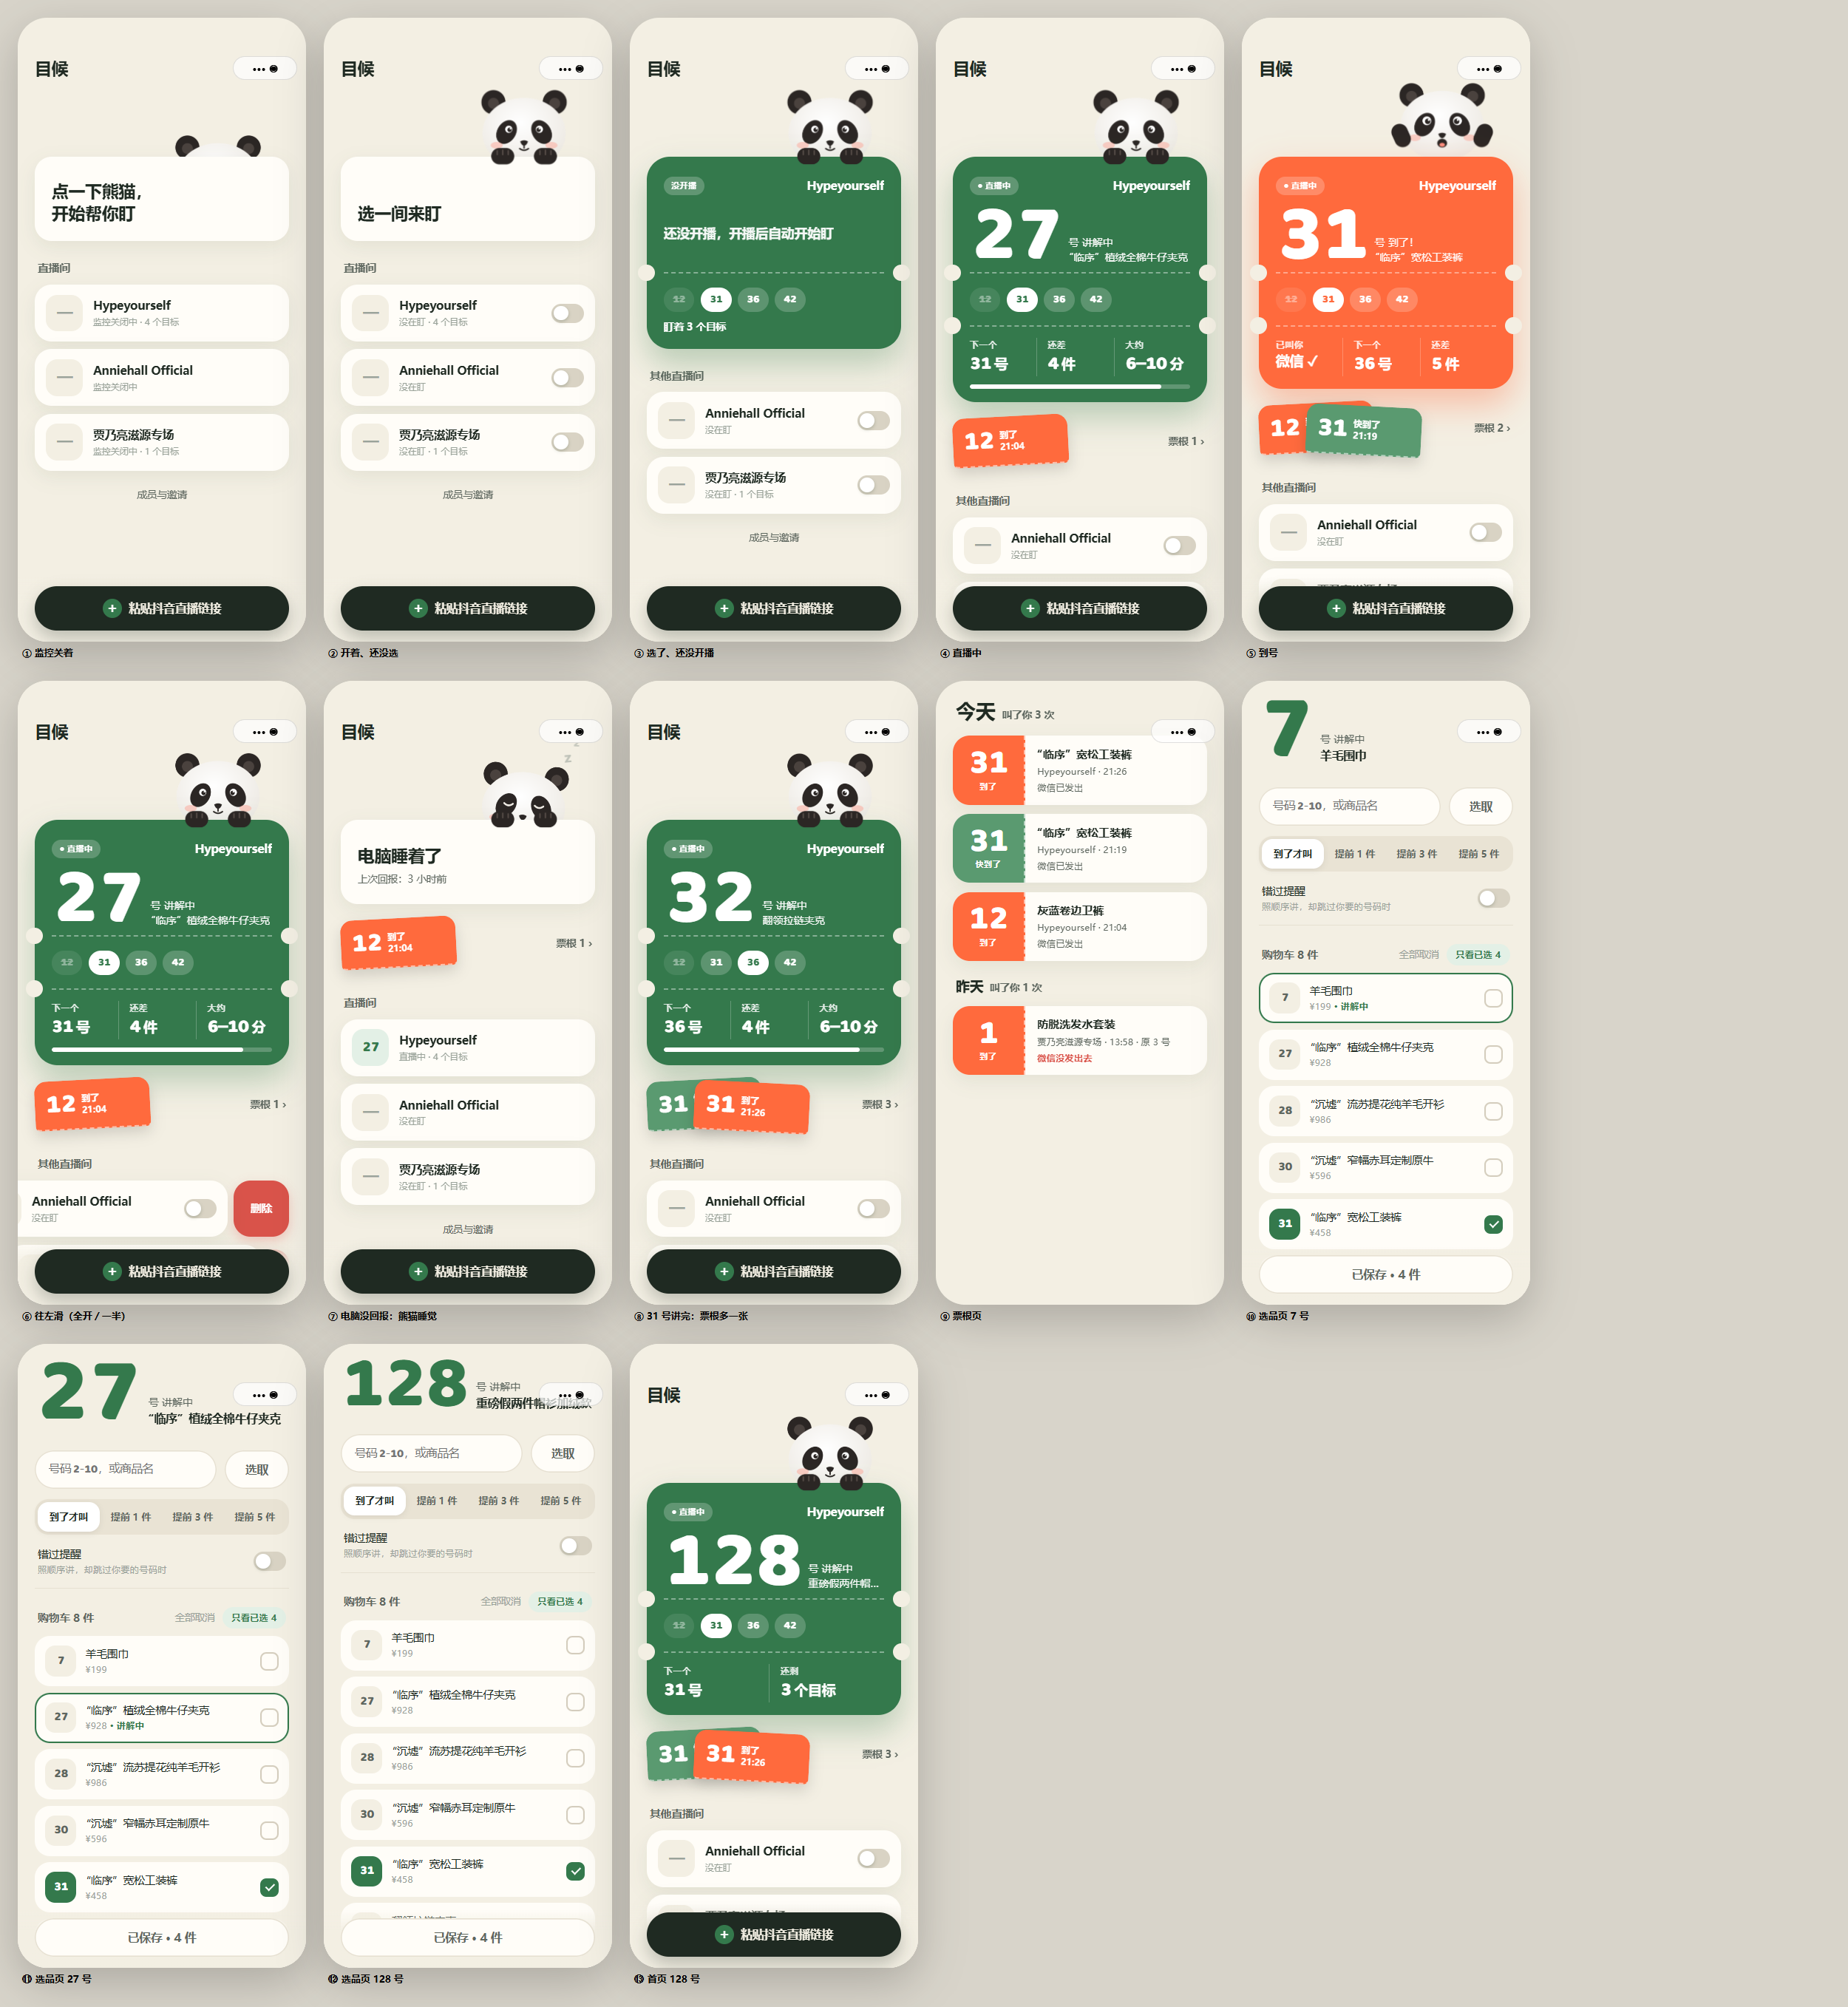 目候
点一下熊猫，
开始帮你盯
直播间
Hypeyourself
监控关闭中 · 4 个目标
Anniehall Official
监控关闭中
贾乃亮滋源专场
监控关闭中 · 1 个目标
成员与邀请
+ 粘贴抖音直播链接
① 监控关着
目候
选一间来盯
直播间
Hypeyourself
没在盯 · 4 个目标
Anniehall Official
没在盯
贾乃亮滋源专场
没在盯 · 1 个目标
成员与邀请
+ 粘贴抖音直播链接
② 开着、还没选
目候
没开播
Hypeyourself
还没开播，开播后自动开始盯
12 31 36 42
盯着 3 个目标
其他直播间
Anniehall Official
没在盯
贾乃亮滋源专场
没在盯 · 1 个目标
成员与邀请
+ 粘贴抖音直播链接
③ 选了、还没开播
目候
• 直播中
Hypeyourself
27
号 讲解中
“临序”植绒全棉牛仔夹克
12 31 36 42
下一个 还差 大约
31号 4件 6–10分
12 到了
21:04
票根 1 ›
其他直播间
Anniehall Official
没在盯
+ 粘贴抖音直播链接
④ 直播中
目候
• 直播中
Hypeyourself
31
号 到了！
“临序”宽松工装裤
12 31 36 42
已叫你 下一个 还差
微信 ✓ 36号 5件
12
31 快到了
21:19
票根 2 ›
其他直播间
Anniehall Official
没在盯
+ 粘贴抖音直播链接
⑤ 到号
目候
• 直播中
Hypeyourself
27
号 讲解中
“临序”植绒全棉牛仔夹克
12 31 36 42
下一个 还差 大约
31号 4件 6–10分
12 到了
21:04
票根 1 ›
其他直播间
Anniehall Official
没在盯
删除
+ 粘贴抖音直播链接
⑥ 往左滑（全开 / 一半）
目候
z
z
电脑睡着了
上次回报：3 小时前
12 到了
21:04
票根 1 ›
直播间
27
Hypeyourself
直播中 · 4 个目标
Anniehall Official
没在盯
贾乃亮滋源专场
没在盯 · 1 个目标
成员与邀请
+ 粘贴抖音直播链接
⑦ 电脑没回报：熊猫睡觉
目候
• 直播中
Hypeyourself
32
号 讲解中
翻领拉链夹克
12 31 36 42
下一个 还差 大约
36号 4件 6–10分
31
31 到了
21:26
票根 3 ›
其他直播间
Anniehall Official
没在盯
+ 粘贴抖音直播链接
⑧ 31 号讲完：票根多一张
今天 叫了你 3 次
31
到了
“临序”宽松工装裤
Hypeyourself · 21:26
微信已发出
31
快到了
“临序”宽松工装裤
Hypeyourself · 21:19
微信已发出
12
到了
灰蓝卷边卫裤
Hypeyourself · 21:04
微信已发出
昨天 叫了你 1 次
1
到了
防脱洗发水套装
贾乃亮滋源专场 · 13:58 · 原 3 号
微信没发出去
⑨ 票根页
7
号 讲解中
羊毛围巾
号码 2-10，或商品名
选取
到了才叫 提前 1 件 提前 3 件 提前 5 件
错过提醒
照顺序讲，却跳过你要的号码时
购物车 8 件 全部取消 只看已选 4
7
羊毛围巾
¥199 • 讲解中
27
“临序”植绒全棉牛仔夹克
¥928
28
“沉墟”流苏提花纯羊毛开衫
¥986
30
“沉墟”窄幅赤耳定制原牛
¥596
31
“临序”宽松工装裤
¥458
已保存 • 4 件
⑩ 选品页 7 号
27
号 讲解中
“临序”植绒全棉牛仔夹克
号码 2-10，或商品名
选取
到了才叫 提前 1 件 提前 3 件 提前 5 件
错过提醒
照顺序讲，却跳过你要的号码时
购物车 8 件 全部取消 只看已选 4
7
羊毛围巾
¥199
27
“临序”植绒全棉牛仔夹克
¥928 • 讲解中
28
“沉墟”流苏提花纯羊毛开衫
¥986
30
“沉墟”窄幅赤耳定制原牛
¥596
31
“临序”宽松工装裤
¥458
已保存 • 4 件
⑪ 选品页 27 号
128
号 讲解中
重磅假两件帽衫加绒款
号码 2-10，或商品名
选取
到了才叫 提前 1 件 提前 3 件 提前 5 件
错过提醒
照顺序讲，却跳过你要的号码时
购物车 8 件 全部取消 只看已选 4
7
羊毛围巾
¥199
27
“临序”植绒全棉牛仔夹克
¥928
28
“沉墟”流苏提花纯羊毛开衫
¥986
30
“沉墟”窄幅赤耳定制原牛
¥596
31
“临序”宽松工装裤
¥458
已保存 • 4 件
⑫ 选品页 128 号
目候
• 直播中
Hypeyourself
128
号 讲解中
重磅假两件帽...
12 31 36 42
下一个 还剩
31号 3个目标
31
31 到了
21:26
票根 3 ›
其他直播间
Anniehall Official
没在盯
+ 粘贴抖音直播链接
⑬ 首页 128 号